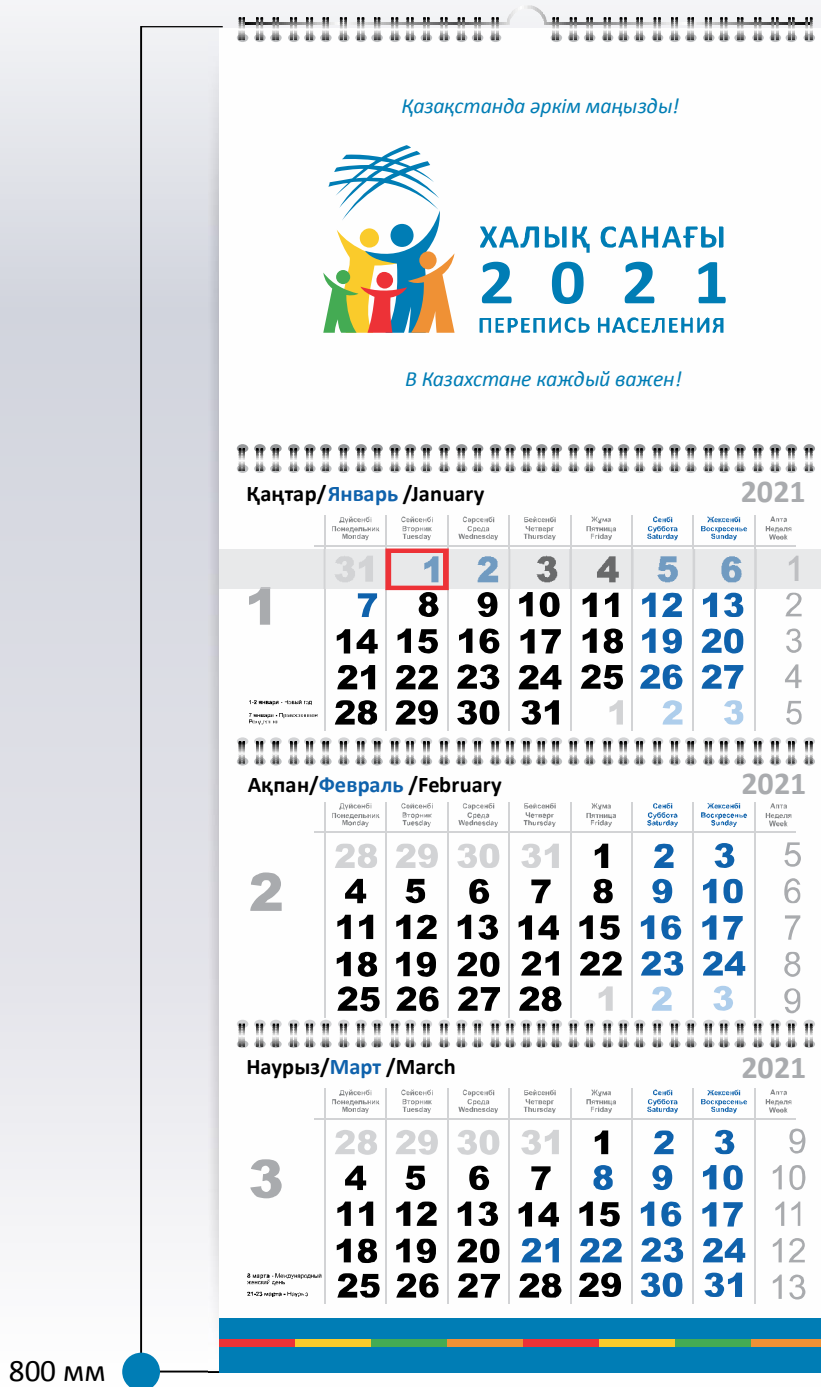 Қазақстанда әркім маңызды!
ХАЛЫҚ САНАҒЫ
2021
ПЕРЕПИСЬ НАСЕЛЕНИЯ
В Казахстане каждый важен!
Қаңтар/Январь /January 2021
Дүйсенбі Сейсенбі Сәрсенбі Бейсенбі Жұма Сенбі Жексенбі Апта
Понедельник Вторник Среда Четверг Пятница Суббота Воскресенье Неделя
Monday Tuesday Wednesday Thursday Friday Saturday Sunday Week
31 1 2 3 4 5 6 1
1
7 8 9 10 11 12 13 2
14 15 16 17 18 19 20 3
21 22 23 24 25 26 27 4
1-2 января - Новый год
7 января - Православное
Рождество
28 29 30 31 1 2 3 5
Ақпан/Февраль /February 2021
Дүйсенбі Сейсенбі Сәрсенбі Бейсенбі Жұма Сенбі Жексенбі Апта
Понедельник Вторник Среда Четверг Пятница Суббота Воскресенье Неделя
Monday Tuesday Wednesday Thursday Friday Saturday Sunday Week
28 29 30 31 1 2 3 5
2
4 5 6 7 8 9 10 6
11 12 13 14 15 16 17 7
18 19 20 21 22 23 24 8
25 26 27 28 1 2 3 9
Наурыз/Март /March 2021
Дүйсенбі Сейсенбі Сәрсенбі Бейсенбі Жұма Сенбі Жексенбі Апта
Понедельник Вторник Среда Четверг Пятница Суббота Воскресенье Неделя
Monday Tuesday Wednesday Thursday Friday Saturday Sunday Week
28 29 30 31 1 2 3 9
3
4 5 6 7 8 9 10 10
11 12 13 14 15 16 17 11
18 19 20 21 22 23 24 12
8 марта - Международный
женский день
21-23 марта - Наурыз
25 26 27 28 29 30 31 13
800 мм